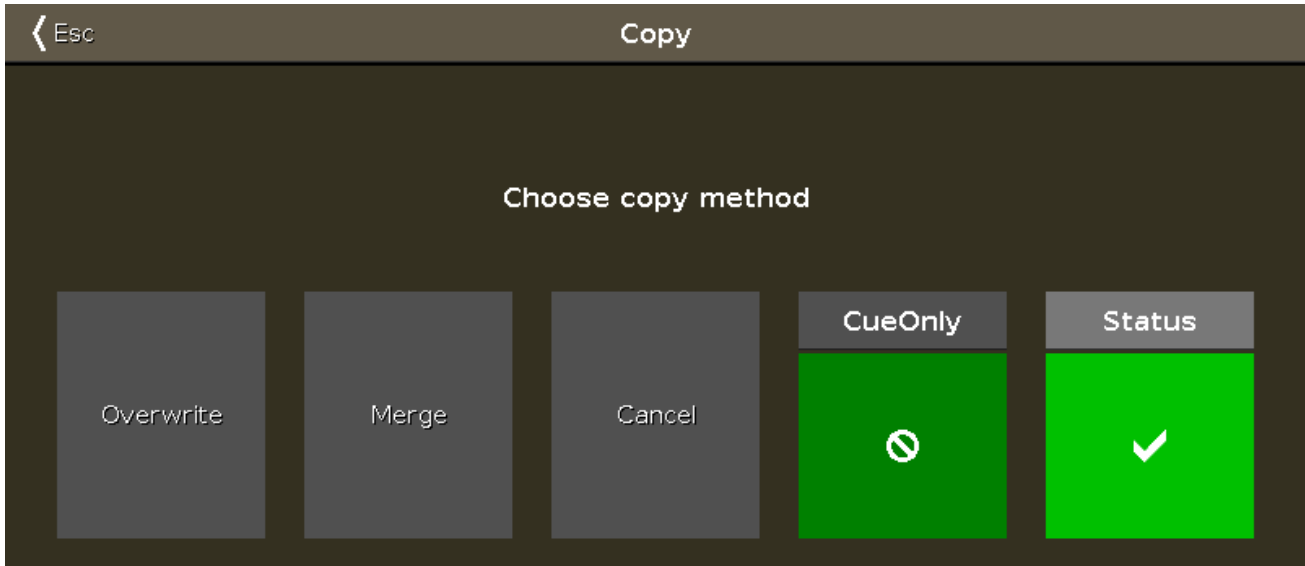 Esc
Copy
Choose copy method
CueOnly
Status
Overwrite
Merge
Cancel